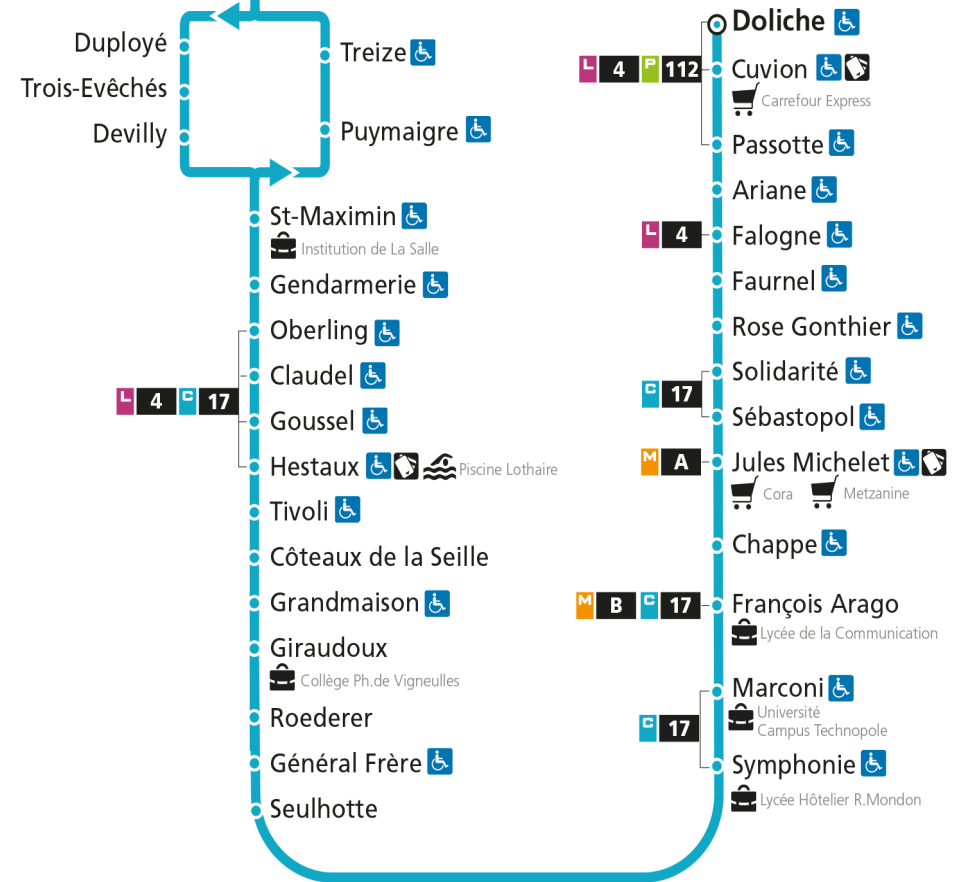 Duployé
Trois-Evêchés
Devilly
Treize
Puymaigre
St-Maximin
Institution de La Salle
Gendarmerie
Oberling
Claudel
L 4 C 17
Goussel
Hestaux Piscine Lothaire
Tivoli
Côteaux de la Seille
Grandmaison
Giraudoux
Collège Ph.de Vigneulles
Roederer
Général Frère
Seulhotte
Doliche
L 4 P 112 Cuvion
Carrefour Express
Passotte
Ariane
L 4 Falogne
Faurnel
Rose Gonthier
Solidarité
C 17
Sébastopol
M A Jules Michelet
Cora Metzanine
Chappe
M B C 17 François Arago
Lycée de la Communication
Marconi
Université
Campus Technopole
C 17
Symphonie
Lycée Hôtelier R.Mondon